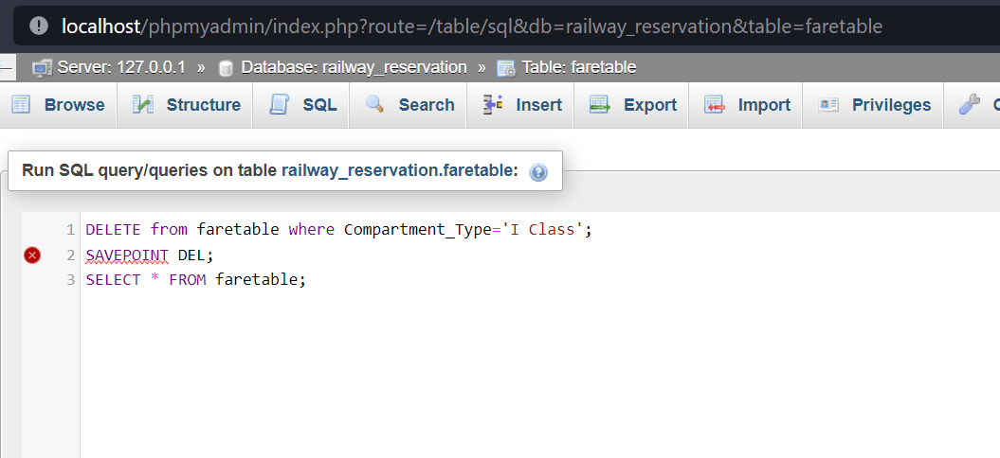 localhost/phpmyadmin/index.php?route=/table/sql&db=railway_reservation&table=faretable
Server: 127.0.0.1 » Database: railway_reservation » Table: faretable
Browse Structure SQL Search Insert Export Import Privileges
Run SQL query/queries on table railway_reservation.faretable:
1 DELETE from faretable where Compartment_Type='I Class';
2 SAVEPOINT DEL;
3 SELECT * FROM faretable;